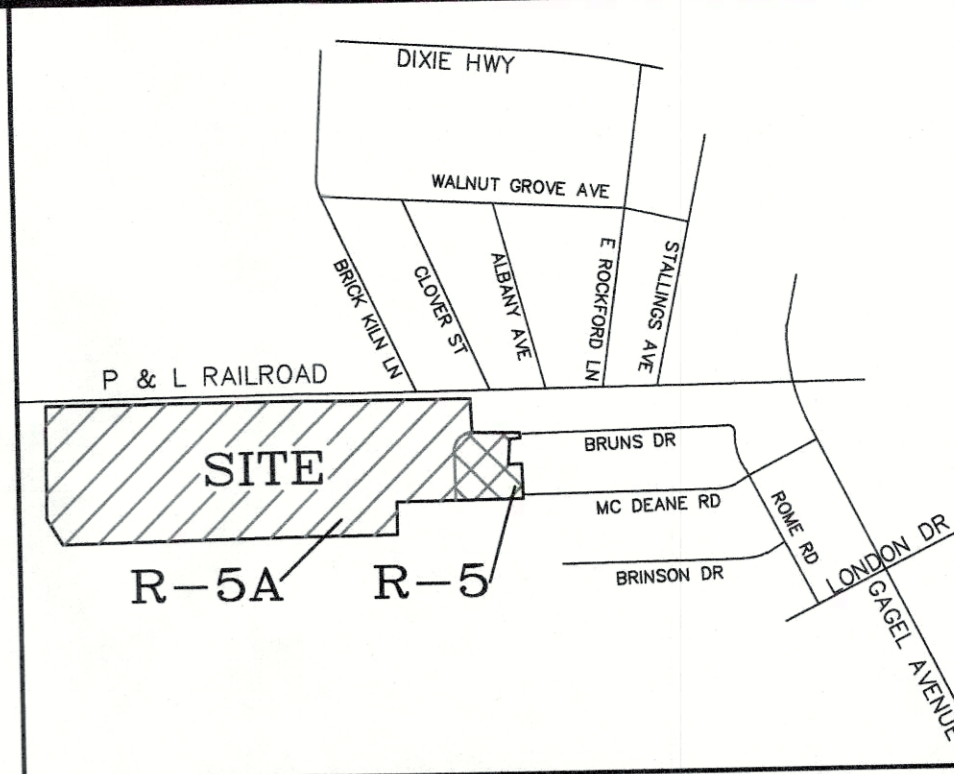 DIXIE HWY
WALNUT GROVE AVE
BRICK KILN LN
CLOVER ST
ALBANY AVE
E ROCKFORD LN
STALLINGS AVE
P & L RAILROAD
SITE
BRUNS DR
MC DEANE RD
ROME RD
BRINSON DR
LONDON DR
GAGEL AVENUE
R-5A
R-5